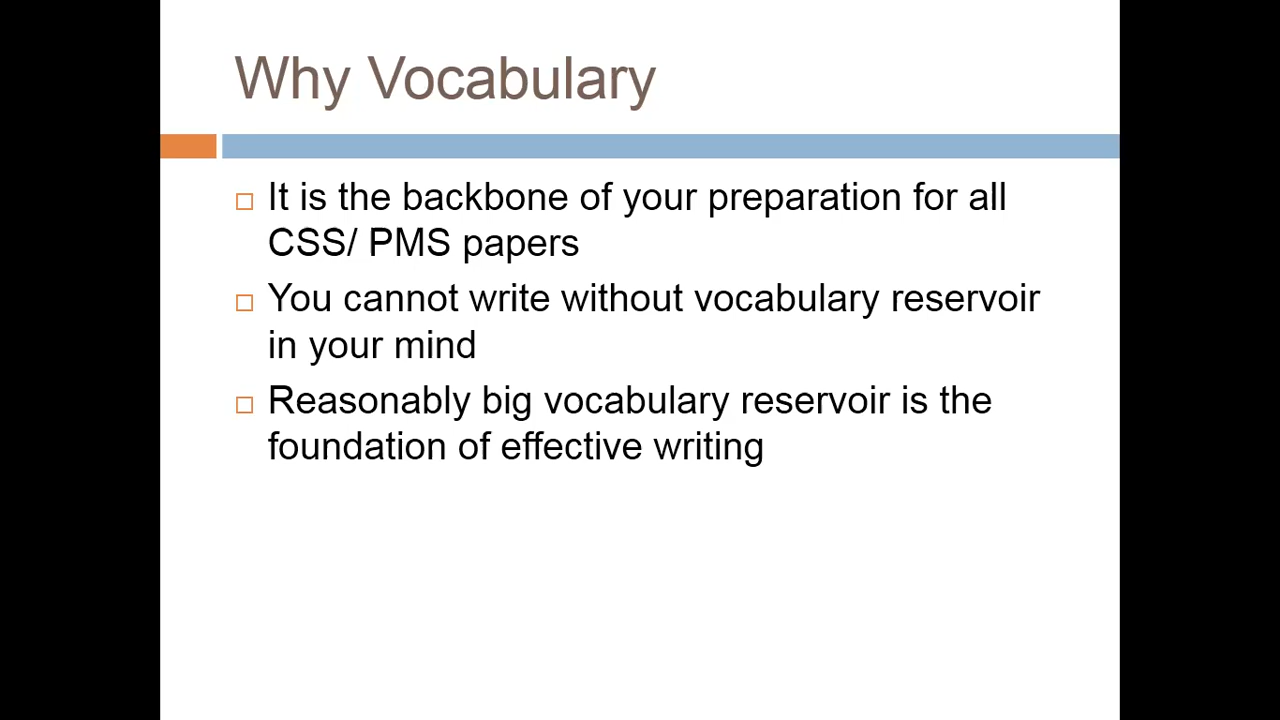 Why Vocabulary
It is the backbone of your preparation for all
CSS/ PMS papers
You cannot write without vocabulary reservoir
in your mind
Reasonably big vocabulary reservoir is the
foundation of effective writing